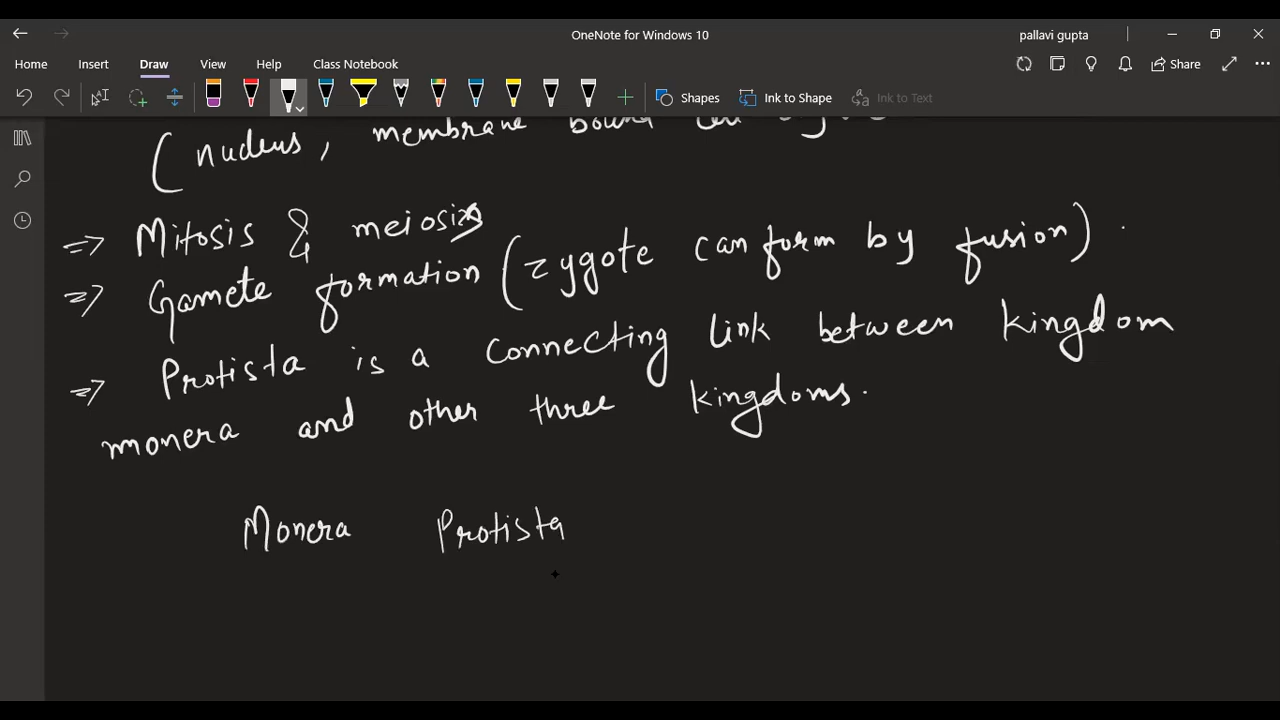 OneNote for Windows 10
pallavi gupta
Home Insert Draw View Help Class Notebook
Share
Shapes Ink to Shape Ink to Text
(nucleus, membrane bound cell
⇒ Mitosis & meiosis
⇒ Gamete formation (zygote can form by fusion).
⇒ Protista is a connecting link between kingdom
monera and other three kingdoms.
Monera Protista